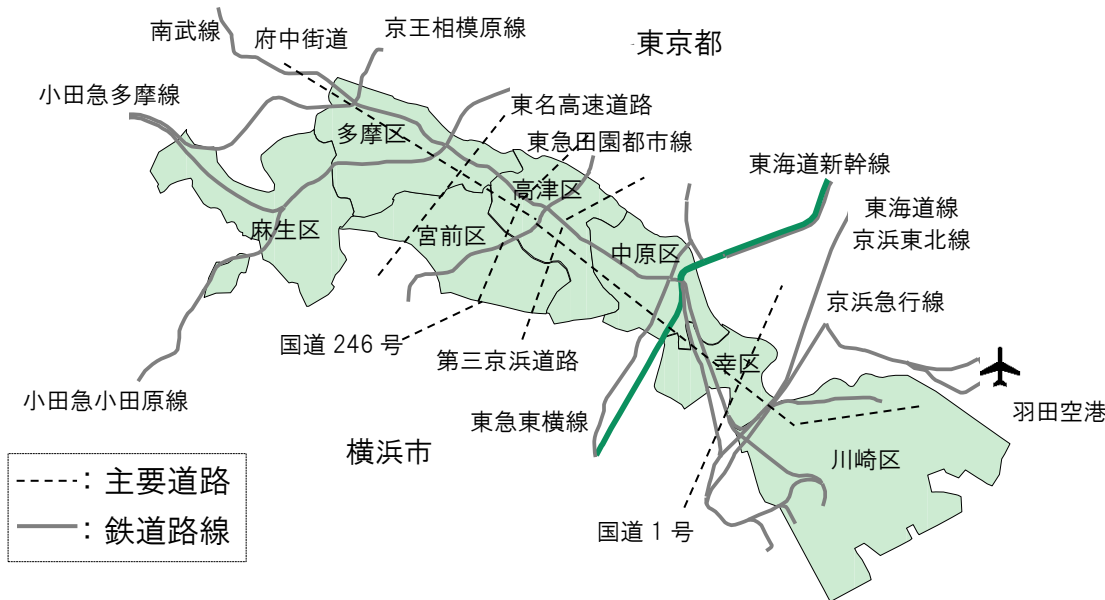 南武線
府中街道
京王相模原線
東京都
小田急多摩線
東名高速道路
多摩区
東急田園都市線
東海道新幹線
高津区
東海道線
京浜東北線
麻生区
宮前区
中原区
京浜急行線
国道 246 号
第三京浜道路
幸区
小田急小田原線
羽田空港
東急東横線
横浜市
川崎区
: 主要道路
: 鉄道路線
国道 1 号